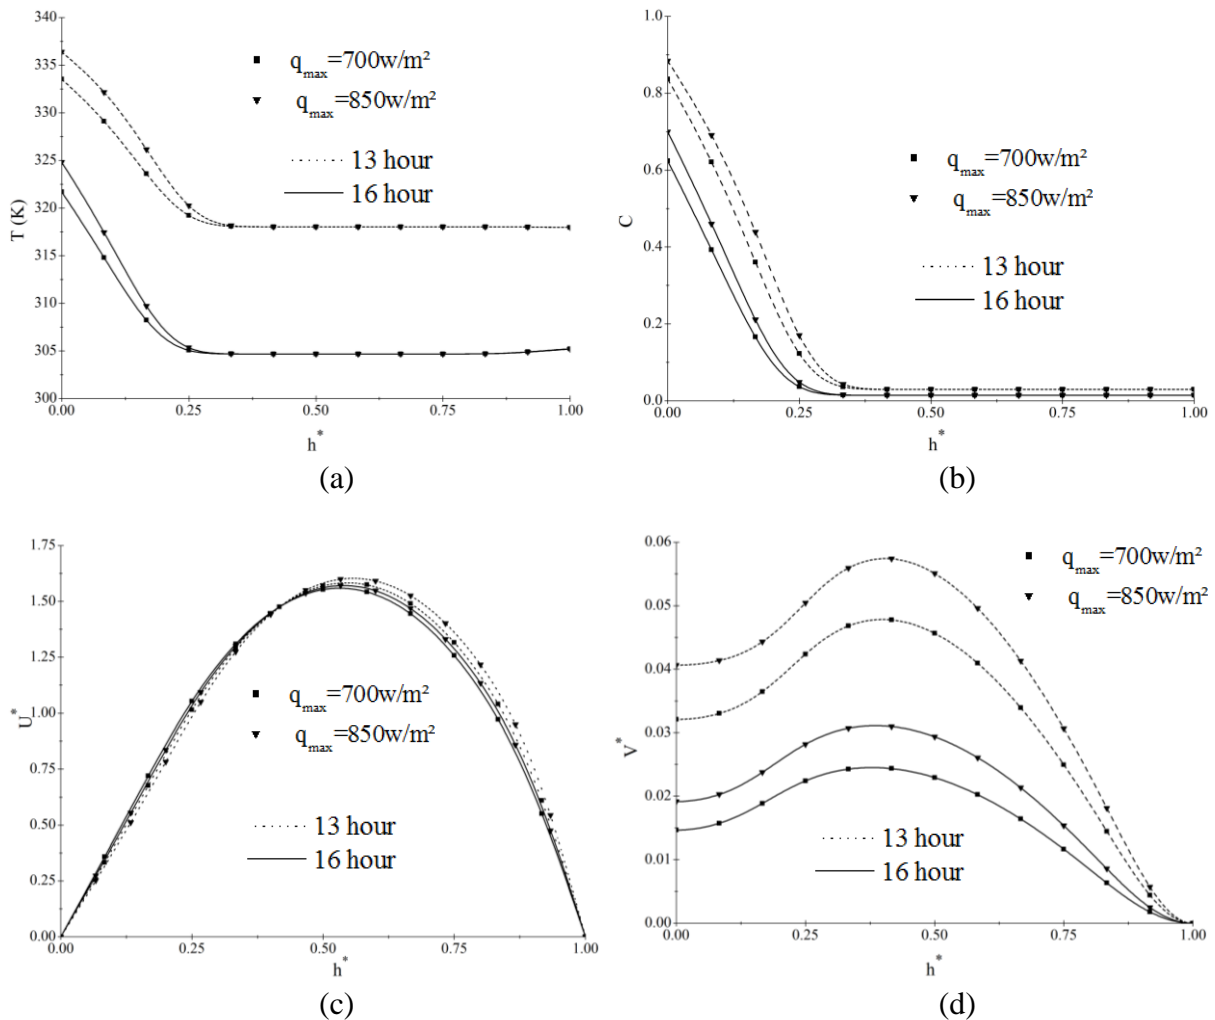 340
335
330
325
320
315
310
305
300
T (K)
q_max=700w/m²
q_max=850w/m²
13 hour
16 hour
0.00 0.25 0.50 0.75 1.00
h*
(a)
1.0
0.8
0.6
0.4
0.2
0.0
C
q_max=700w/m²
q_max=850w/m²
13 hour
16 hour
0.00 0.25 0.50 0.75 1.00
h*
(b)
1.75
1.50
1.25
1.00
0.75
0.50
0.25
0.00
U*
q_max=700w/m²
q_max=850w/m²
13 hour
16 hour
0.00 0.25 0.50 0.75 1.00
h*
(c)
0.06
0.05
0.04
0.03
0.02
0.01
0.00
V*
q_max=700w/m²
q_max=850w/m²
13 hour
16 hour
0.00 0.25 0.50 0.75 1.00
h*
(d)